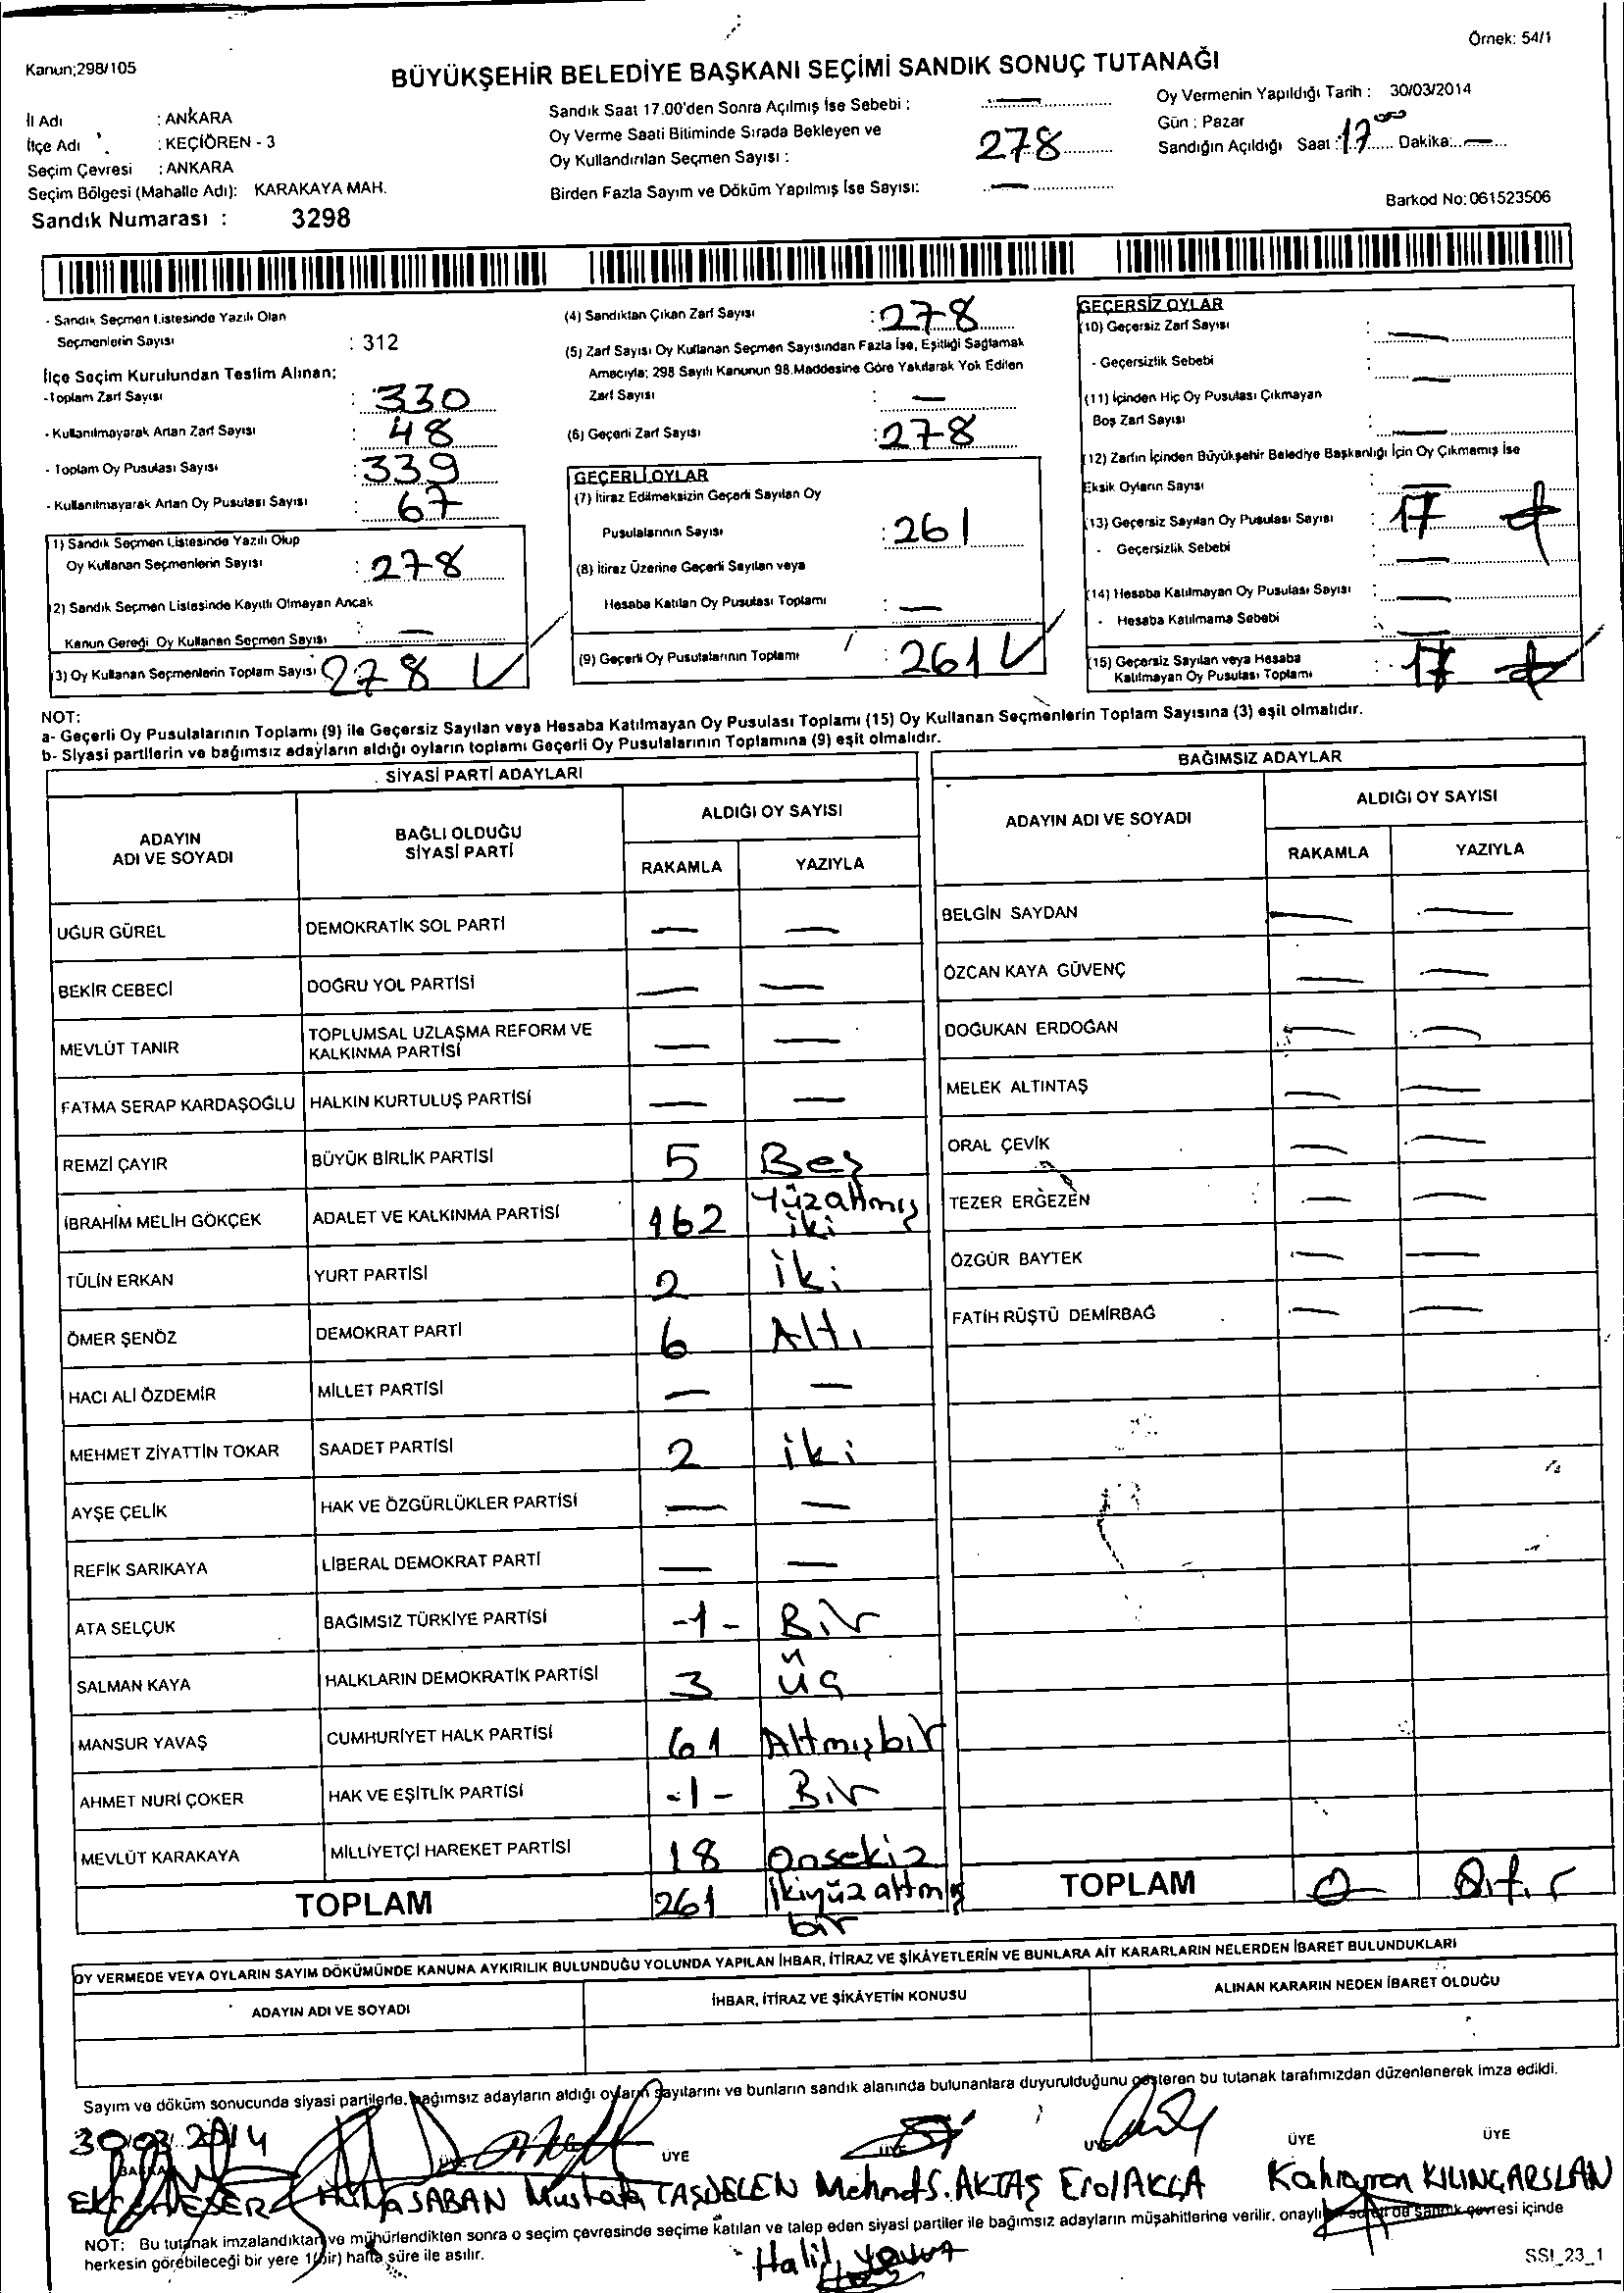 Örnek: 54/1
Kanun;298/105
BÜYÜKŞEHİR BELEDİYE BAŞKANI SEÇİMİ SANDIK SONUÇ TUTANAĞI
İl Adı : ANKARA
İlçe Adı : KEÇİÖREN - 3
Seçim Çevresi : ANKARA
Seçim Bölgesi (Mahalle Adı): KARAKAYA MAH.
Sandık Numarası : 3298
Sandık Saat 17.00'den Sonra Açılmış İse Sebebi : —
Oy Verme Saati Bitiminde Sırada Bekleyen ve
Oy Kullandırılan Seçmen Sayısı : 278
Birden Fazla Sayım ve Döküm Yapılmış İse Sayısı: —
Oy Vermenin Yapıldığı Tarih : 30/03/2014
Gün : Pazar
Sandığın Açıldığı Saat : 17 00 Dakika: —
Barkod No: 061523506
- Sandık Seçmen Listesinde Yazılı Olan
Seçmenlerin Sayısı : 312
İlçe Seçim Kurulundan Teslim Alınan;
-Toplam Zarf Sayısı : 330
- Kullanılmayarak Artan Zarf Sayısı : 48
- Toplam Oy Pusulası Sayısı : 339
- Kullanılmayarak Artan Oy Pusulası Sayısı : 67
1) Sandık Seçmen Listesinde Yazılı Olup
Oy Kullanan Seçmenlerin Sayısı : 278
2) Sandık Seçmen Listesinde Kayıtlı Olmayan Ancak
Kanun Gereği Oy Kullanan Seçmen Sayısı : —
(3) Oy Kullanan Seçmenlerin Toplam Sayısı 278
(4) Sandıktan Çıkan Zarf Sayısı : 278
(5) Zarf Sayısı Oy Kullanan Seçmen Sayısından Fazla İse, Eşitliği Sağlamak
Amacıyla; 298 Sayılı Kanunun 98.Maddesine Göre Yakılarak Yok Edilen
Zarf Sayısı : —
(6) Geçerli Zarf Sayısı : 278
GEÇERLİ OYLAR
(7) İtiraz Edilmeksizin Geçerli Sayılan Oy
Pusulalarının Sayısı : 261
(8) İtiraz Üzerine Geçerli Sayılan veya
Hesaba Katılan Oy Pusulası Toplamı : —
(9) Geçerli Oy Pusulalarının Toplamı : 261
GEÇERSİZ OYLAR
(10) Geçersiz Zarf Sayısı : —
- Geçersizlik Sebebi : —
(11) İçinden Hiç Oy Pusulası Çıkmayan
Boş Zarf Sayısı : —
(12) Zarfın İçinden Büyükşehir Belediye Başkanlığı İçin Oy Çıkmamış İse
Eksik Oyların Sayısı : —
(13) Geçersiz Sayılan Oy Pusulası Sayısı : 17
- Geçersizlik Sebebi : —
(14) Hesaba Katılmayan Oy Pusulası Sayısı : —
- Hesaba Katılmama Sebebi : —
(15) Geçersiz Sayılan veya Hesaba
Katılmayan Oy Pusulası Toplamı : 17
NOT:
a- Geçerli Oy Pusulalarının Toplamı (9) ile Geçersiz Sayılan veya Hesaba Katılmayan Oy Pusulası Toplamı (15) Oy Kullanan Seçmenlerin Toplam Sayısına (3) eşit olmalıdır.
b- Siyasi partilerin ve bağımsız adayların aldığı oyların toplamı Geçerli Oy Pusulalarının Toplamına (9) eşit olmalıdır.
SİYASİ PARTİ ADAYLARI
ADAYIN ADI VE SOYADI BAĞLI OLDUĞU SİYASİ PARTİ ALDIĞI OY SAYISI
RAKAMLA YAZIYLA
UĞUR GÜREL DEMOKRATİK SOL PARTİ — —
BEKİR CEBECİ DOĞRU YOL PARTİSİ — —
MEVLÜT TANIR TOPLUMSAL UZLAŞMA REFORM VE KALKINMA PARTİSİ — —
FATMA SERAP KARDAŞOĞLU HALKIN KURTULUŞ PARTİSİ — —
REMZİ ÇAYIR BÜYÜK BİRLİK PARTİSİ 5 Beş
İBRAHİM MELİH GÖKÇEK ADALET VE KALKINMA PARTİSİ 162 Yüzaltmış iki
TÜLİN ERKAN YURT PARTİSİ 2 iki
ÖMER ŞENÖZ DEMOKRAT PARTİ 6 Altı
HACI ALİ ÖZDEMİR MİLLET PARTİSİ — —
MEHMET ZİYATTİN TOKAR SAADET PARTİSİ 2 iki
AYŞE ÇELİK HAK VE ÖZGÜRLÜKLER PARTİSİ — —
REFİK SARIKAYA LİBERAL DEMOKRAT PARTİ — —
ATA SELÇUK BAĞIMSIZ TÜRKİYE PARTİSİ -1- Bir
SALMAN KAYA HALKLARIN DEMOKRATİK PARTİSİ 3 üç
MANSUR YAVAŞ CUMHURİYET HALK PARTİSİ 61 Altmışbir
AHMET NURİ ÇOKER HAK VE EŞİTLİK PARTİSİ -1- Bir
MEVLÜT KARAKAYA MİLLİYETÇİ HAREKET PARTİSİ 18 Onsekiz
TOPLAM 261 ikiyüz altmış bir
BAĞIMSIZ ADAYLAR
ADAYIN ADI VE SOYADI ALDIĞI OY SAYISI
RAKAMLA YAZIYLA
BELGİN SAYDAN — —
ÖZCAN KAYA GÜVENÇ — —
DOĞUKAN ERDOĞAN — —
MELEK ALTINTAŞ — —
ORAL ÇEVİK — —
TEZER ERGEZEN — —
ÖZGÜR BAYTEK — —
FATİH RÜŞTÜ DEMİRBAĞ — —
TOPLAM 0 Sıfır
OY VERMEDE VEYA OYLARIN SAYIM DÖKÜMÜNDE KANUNA AYKIRILIK BULUNDUĞU YOLUNDA YAPILAN İHBAR, İTİRAZ VE ŞİKÂYETLERİN VE BUNLARA AİT KARARLARIN NELERDEN İBARET BULUNDUKLARI
ADAYIN ADI VE SOYADI İHBAR, İTİRAZ VE ŞİKÂYETİN KONUSU ALINAN KARARIN NEDEN İBARET OLDUĞU
Sayım ve döküm sonucunda siyasi partilerle, bağımsız adayların aldığı oyların sayılarını ve bunların sandık alanında bulunanlara duyurulduğunu gösteren bu tutanak tarafımızdan düzenlenerek imza edildi.
30/03/2014
BAŞKAN ÜYE ÜYE ÜYE ÜYE ÜYE
ŞABAN Mustafa TAŞDELEN Mehmet S. AKTAŞ Erol AKÇA Kahraman KILINÇARSLAN
NOT: Bu tutanak imzalandıktan ve mühürlendikten sonra o seçim çevresinde seçime katılan ve talep eden siyasi partiler ile bağımsız adayların müşahitlerine verilir, onaylı bir sureti de sandık çevresi içinde
herkesin görebileceği bir yere 1(bir) hafta süre ile asılır.
Halil Yavuz
SSI_23_1